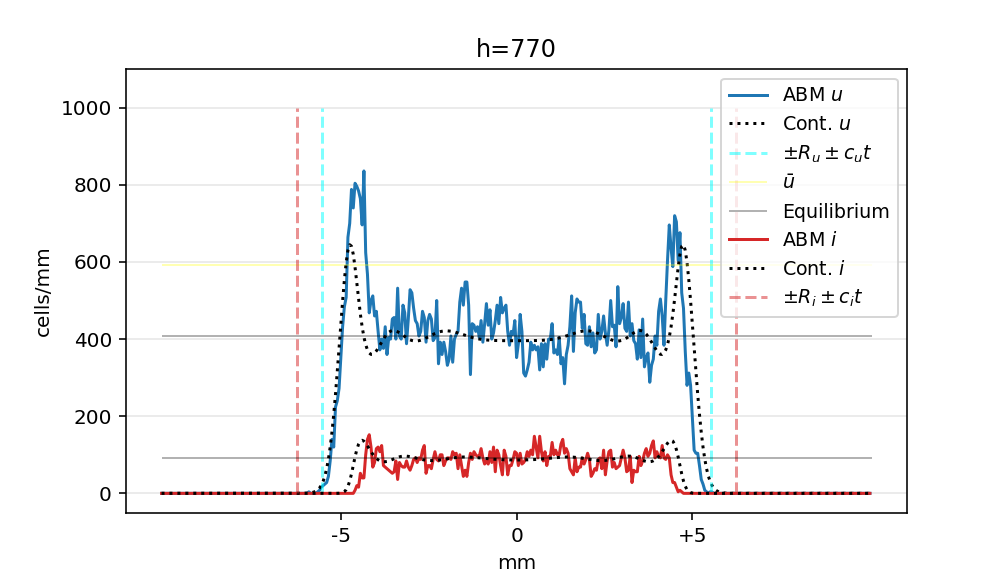 h=770
cells/mm
1000
800
600
400
200
0
-5
0
+5
mm
ABM u
Cont. u
±R_u ± c_u t
ū
Equilibrium
ABM i
Cont. i
±R_i ± c_i t